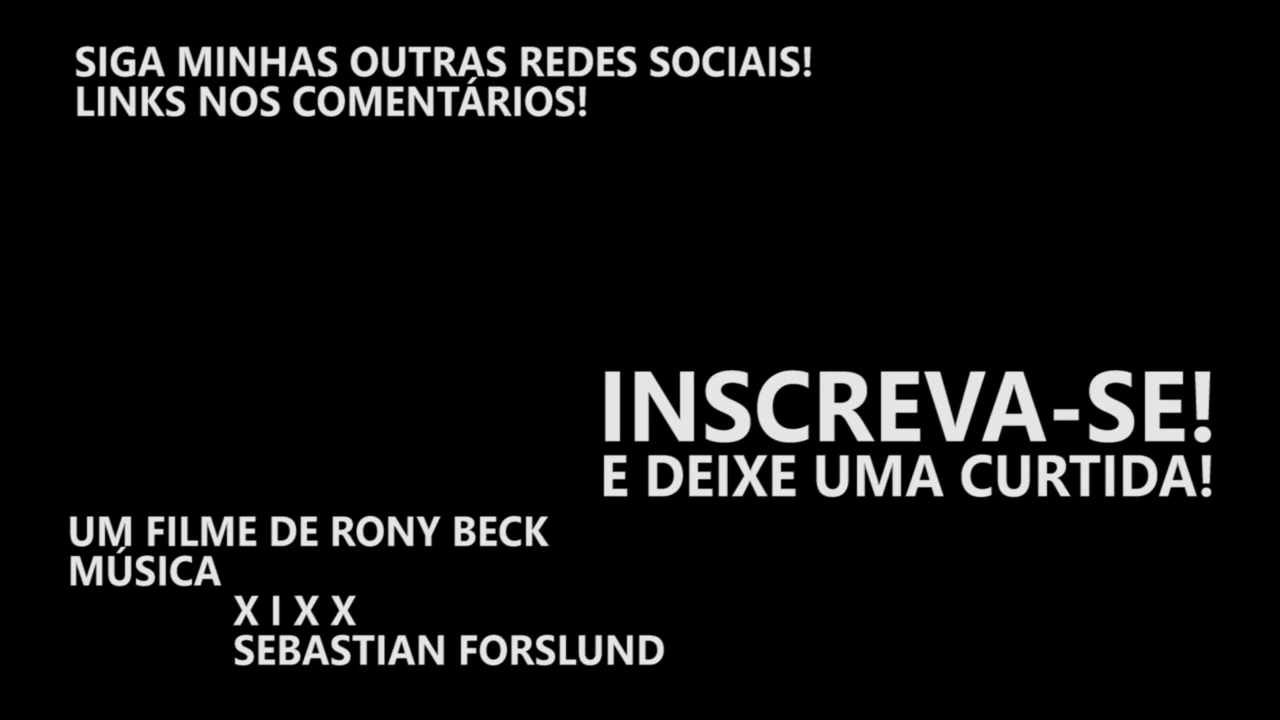 SIGA MINHAS OUTRAS REDES SOCIAIS!
LINKS NOS COMENTÁRIOS!
INSCREVA-SE!
E DEIXE UMA CURTIDA!
UM FILME DE RONY BECK
MÚSICA
X I X X
SEBASTIAN FORSLUND